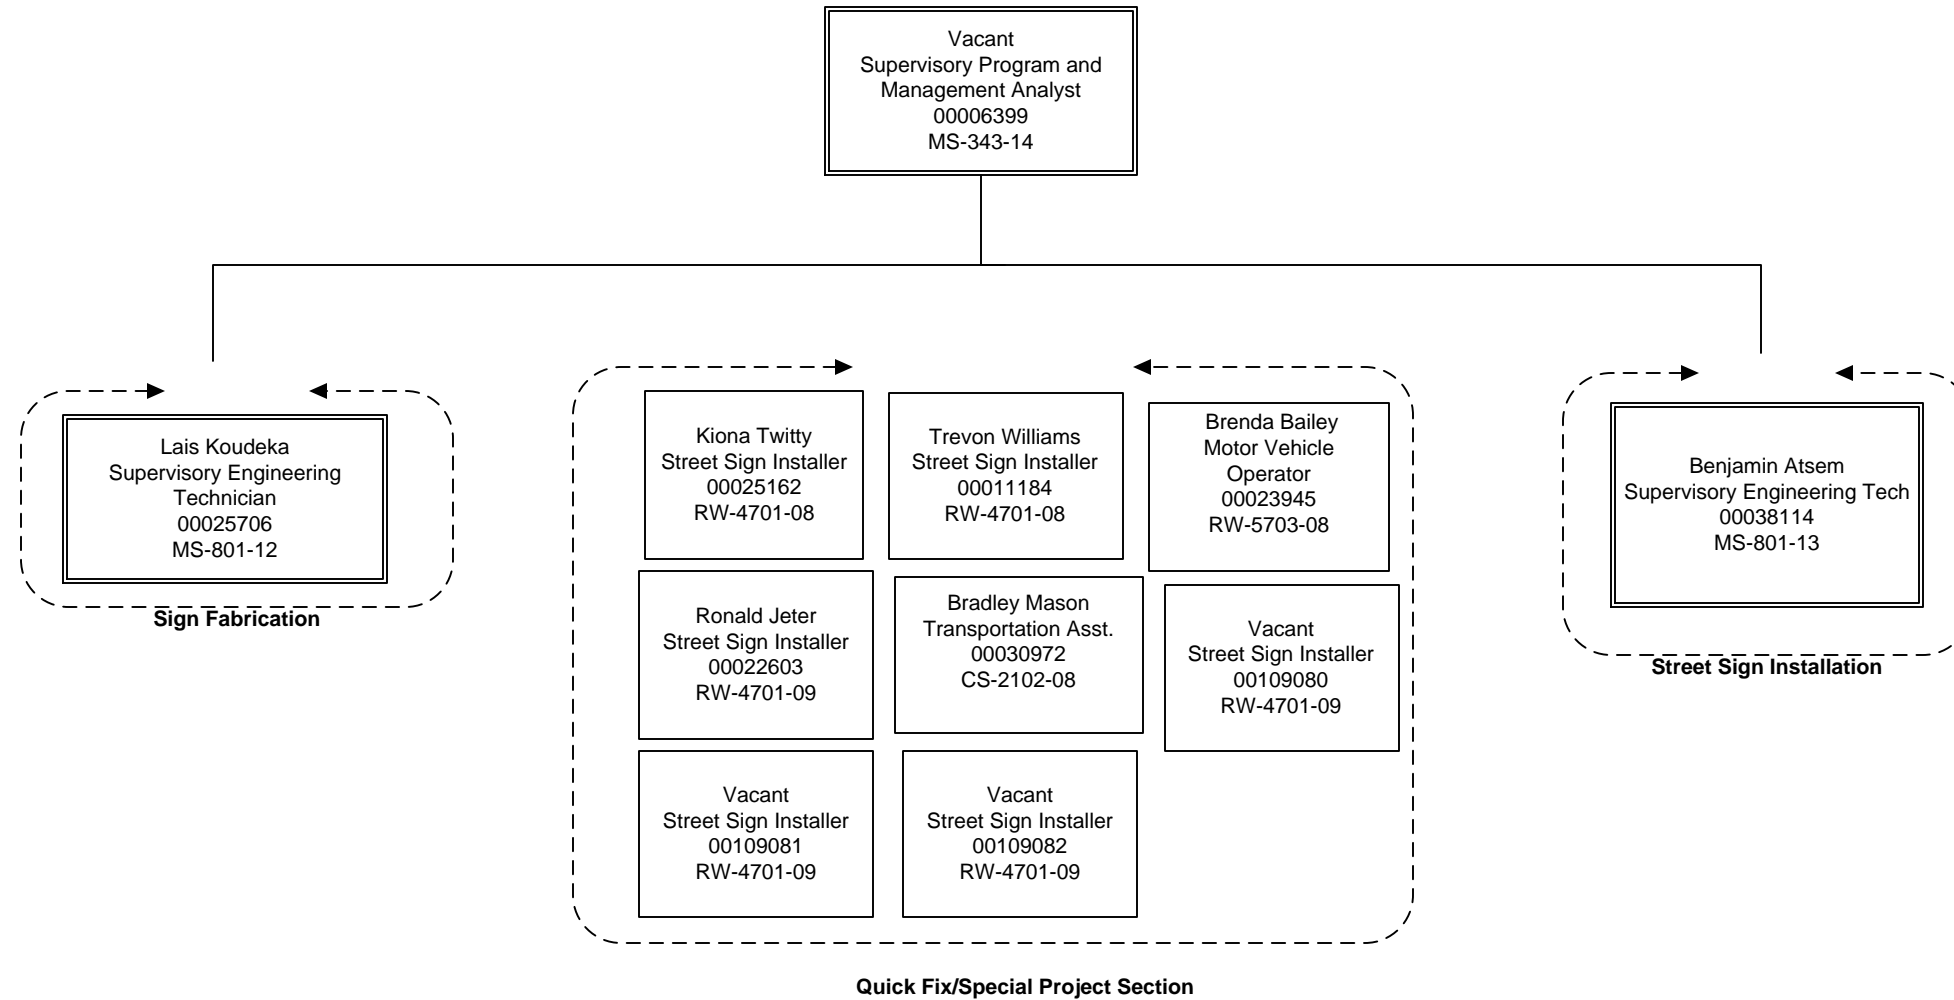 Vacant
Supervisory Program and
Management Analyst
00006399
MS-343-14
Lais Koudeka
Supervisory Engineering
Technician
00025706
MS-801-12
Sign Fabrication
Kiona Twitty
Street Sign Installer
00025162
RW-4701-08
Trevon Williams
Street Sign Installer
00011184
RW-4701-08
Brenda Bailey
Motor Vehicle
Operator
00023945
RW-5703-08
Ronald Jeter
Street Sign Installer
00022603
RW-4701-09
Bradley Mason
Transportation Asst.
00030972
CS-2102-08
Vacant
Street Sign Installer
00109080
RW-4701-09
Vacant
Street Sign Installer
00109081
RW-4701-09
Vacant
Street Sign Installer
00109082
RW-4701-09
Quick Fix/Special Project Section
Benjamin Atsem
Supervisory Engineering Tech
00038114
MS-801-13
Street Sign Installation